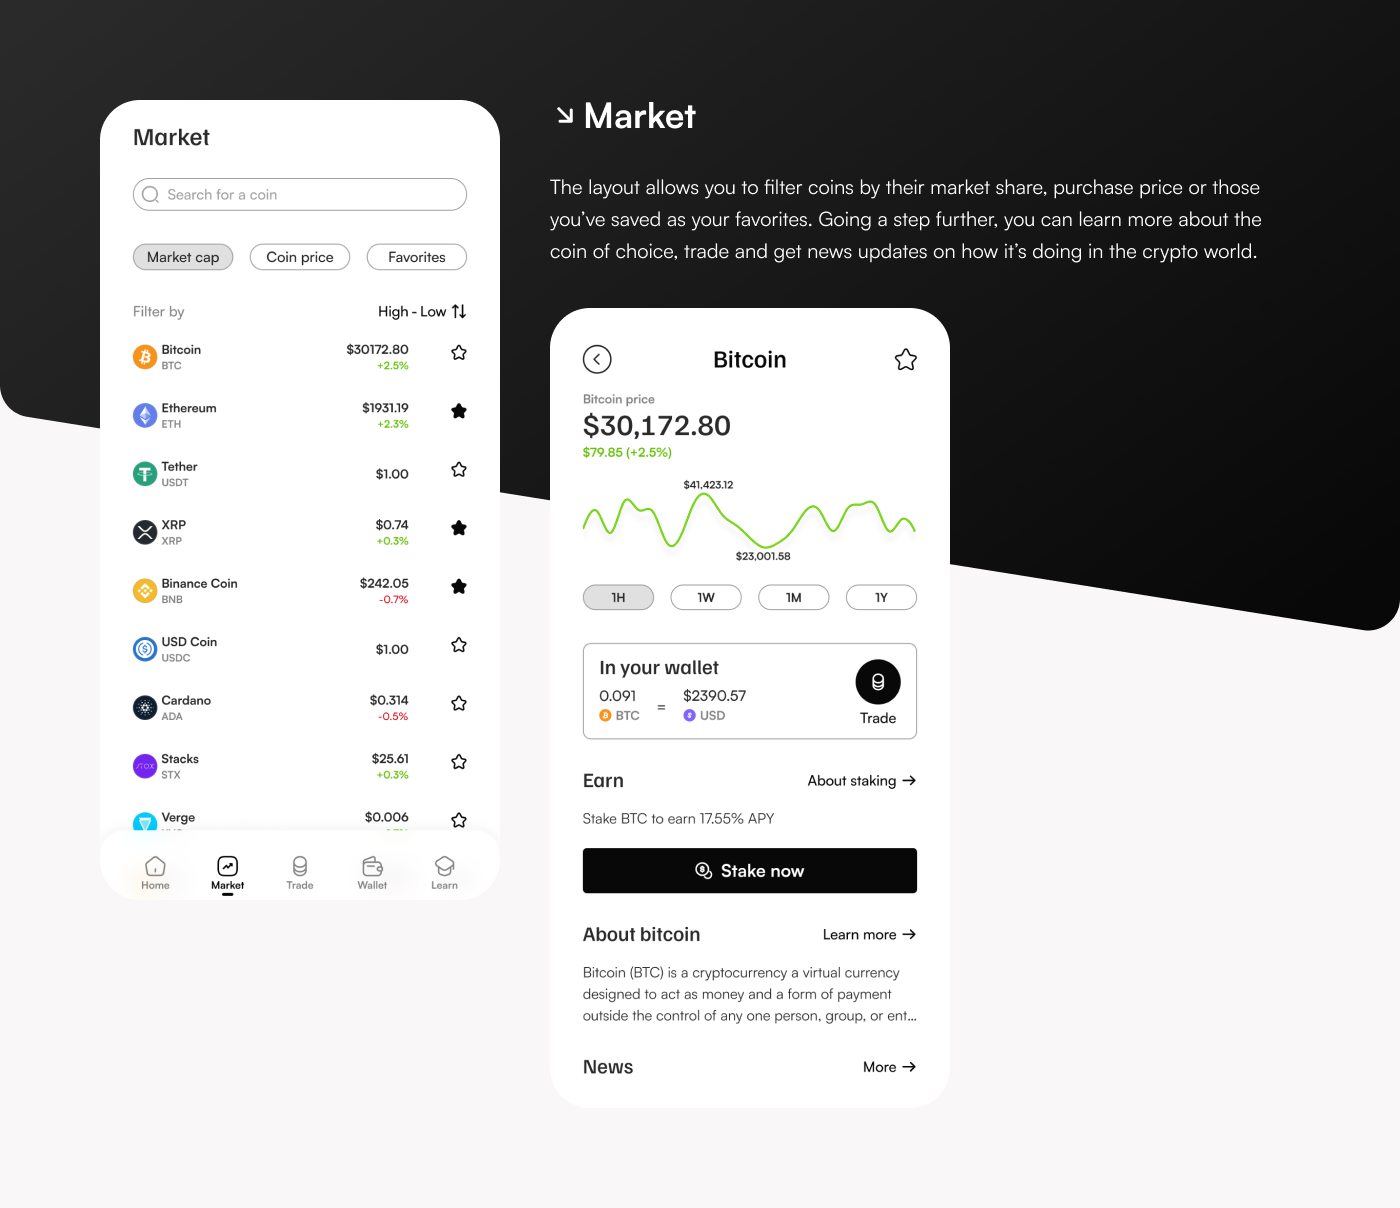 Market
Search for a coin
Market cap
Coin price
Favorites
Filter by
High - Low
Bitcoin
$30172.80
BTC
+2.5%
Ethereum
$1931.19
ETH
+2.3%
Tether
$1.00
USDT
XRP
$0.74
XRP
+0.3%
Binance Coin
$242.05
BNB
-0.7%
USD Coin
$1.00
USDC
Cardano
$0.314
ADA
-0.5%
Stacks
$25.61
STX
+0.3%
Verge
$0.006
Home
Market
Trade
Wallet
Learn
Market
The layout allows you to filter coins by their market share, purchase price or those
you’ve saved as your favorites. Going a step further, you can learn more about the
coin of choice, trade and get news updates on how it’s doing in the crypto world.
Bitcoin
Bitcoin price
$30,172.80
$79.85 (+2.5%)
$41,423.12
$23,001.58
1H
1W
1M
1Y
In your wallet
0.091
=
$2390.57
BTC
USD
Trade
Earn
About staking
Stake BTC to earn 17.55% APY
Stake now
About bitcoin
Learn more
Bitcoin (BTC) is a cryptocurrency a virtual currency
designed to act as money and a form of payment
outside the control of any one person, group, or ent...
News
More